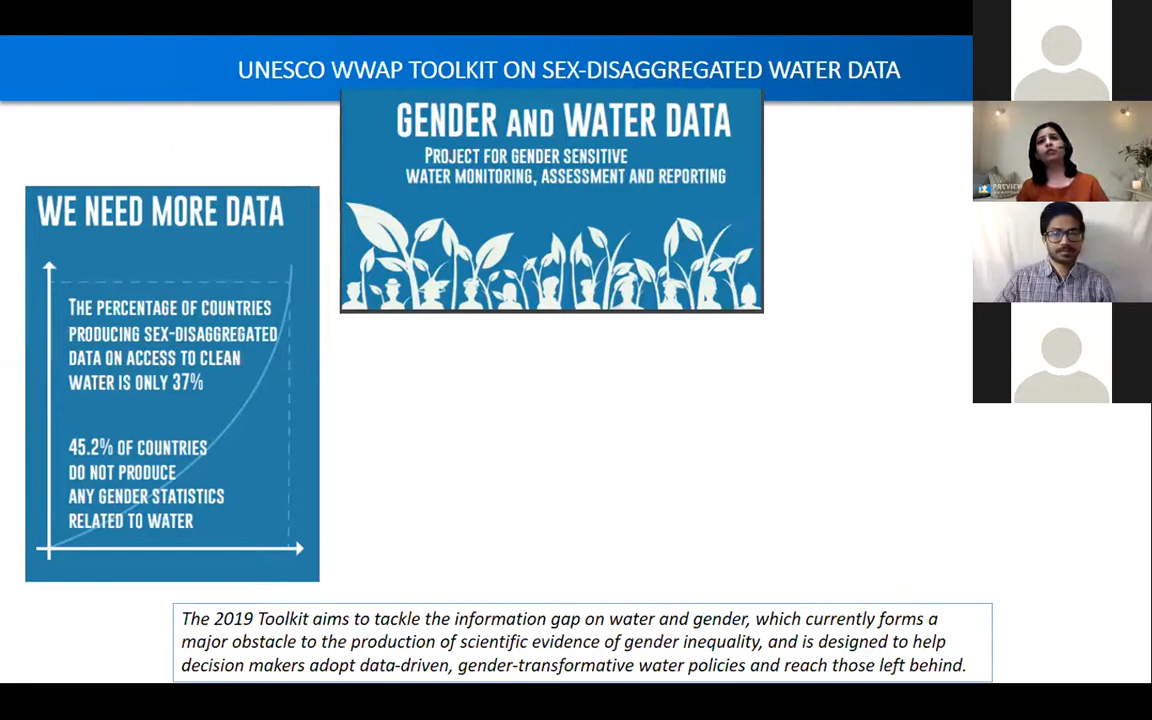 UNESCO WWAP TOOLKIT ON SEX-DISAGGREGATED WATER DATA
GENDER AND WATER DATA
PROJECT FOR GENDER SENSITIVE
WATER MONITORING, ASSESSMENT AND REPORTING
WE NEED MORE DATA
THE PERCENTAGE OF COUNTRIES
PRODUCING SEX-DISAGGREGATED
DATA ON ACCESS TO CLEAN
WATER IS ONLY 37%
45.2% OF COUNTRIES
DO NOT PRODUCE
ANY GENDER STATISTICS
RELATED TO WATER
The 2019 Toolkit aims to tackle the information gap on water and gender, which currently forms a
major obstacle to the production of scientific evidence of gender inequality, and is designed to help
decision makers adopt data-driven, gender-transformative water policies and reach those left behind.
PREVIEW